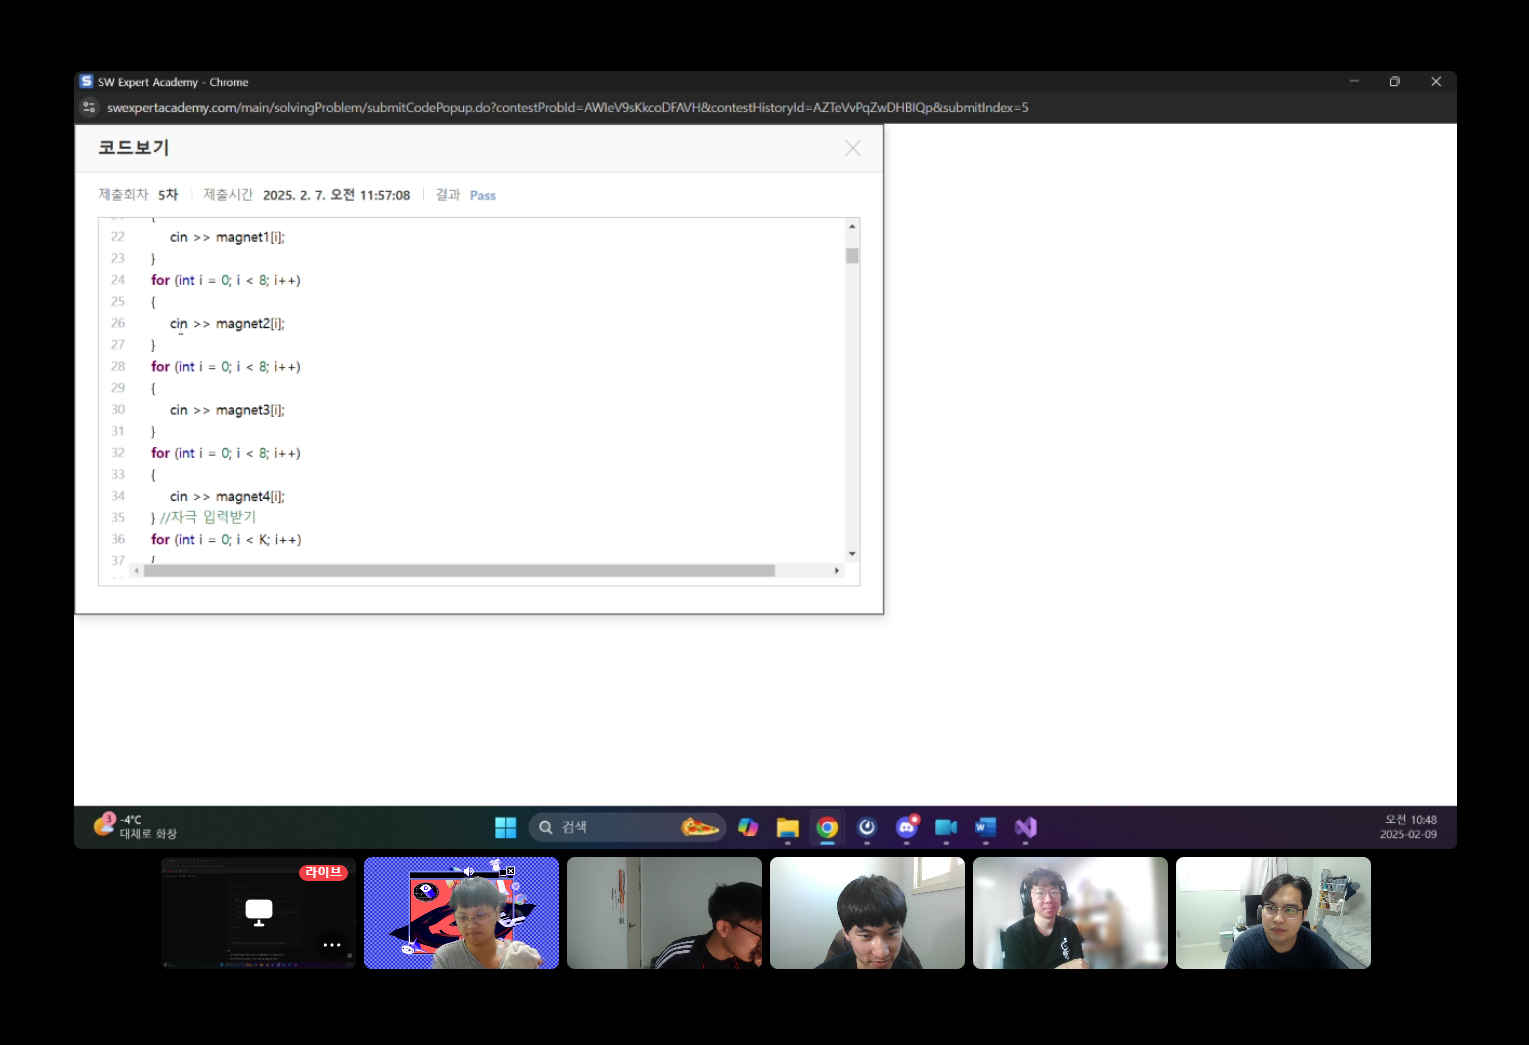 SW Expert Academy - Chrome
swexpertacademy.com/main/solvingProblem/submitCodePopup.do?contestProbId=AWIeV9sKkcoDFAVH&contestHistoryId=AZTeVvPqZwDHBIQp&submitIndex=5
코드보기
제출회차 5차 제출시간 2025. 2. 7. 오전 11:57:08 결과 Pass
{
22 cin >> magnet1[i];
23 }
24 for (int i = 0; i < 8; i++)
25 {
26 cin >> magnet2[i];
27 }
28 for (int i = 0; i < 8; i++)
29 {
30 cin >> magnet3[i];
31 }
32 for (int i = 0; i < 8; i++)
33 {
34 cin >> magnet4[i];
35 } //자극 입력받기
36 for (int i = 0; i < K; i++)
37 {
3
-4°C
대체로 화창
검색
오전 10:48
2025-02-09
라이브